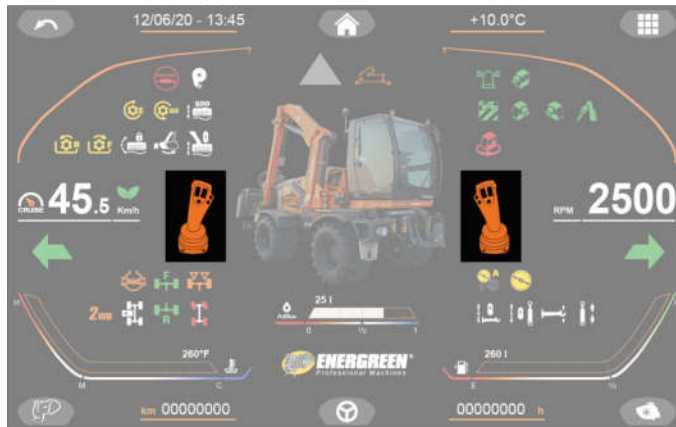 12/06/20 - 13:45
+10.0°C
CRUISE 45.5 Km/h
RPM 2500
2WB
F
R
A
25 l
AdBlue
0 ½ 1
260°F
M C
ENERGREEN®
Professional Machines
260 l
E ½
km 00000000
00000000 h